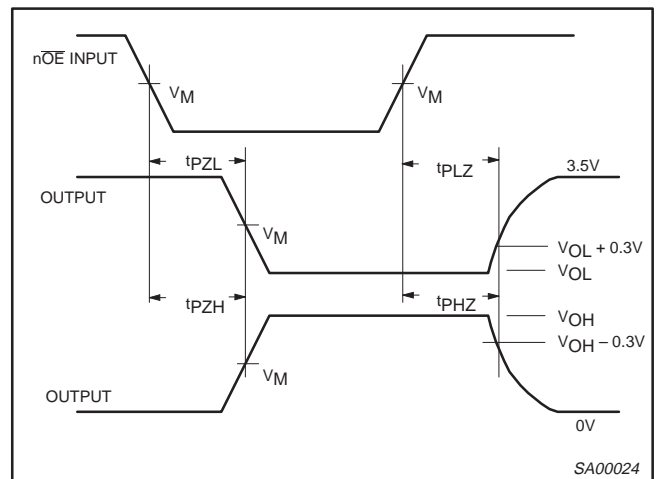 nOE INPUT
VM
VM
tPZL
tPLZ
3.5V
OUTPUT
VM
VOL + 0.3V
VOL
tPZH
tPHZ
VOH
VOH – 0.3V
VM
OUTPUT
0V
SA00024